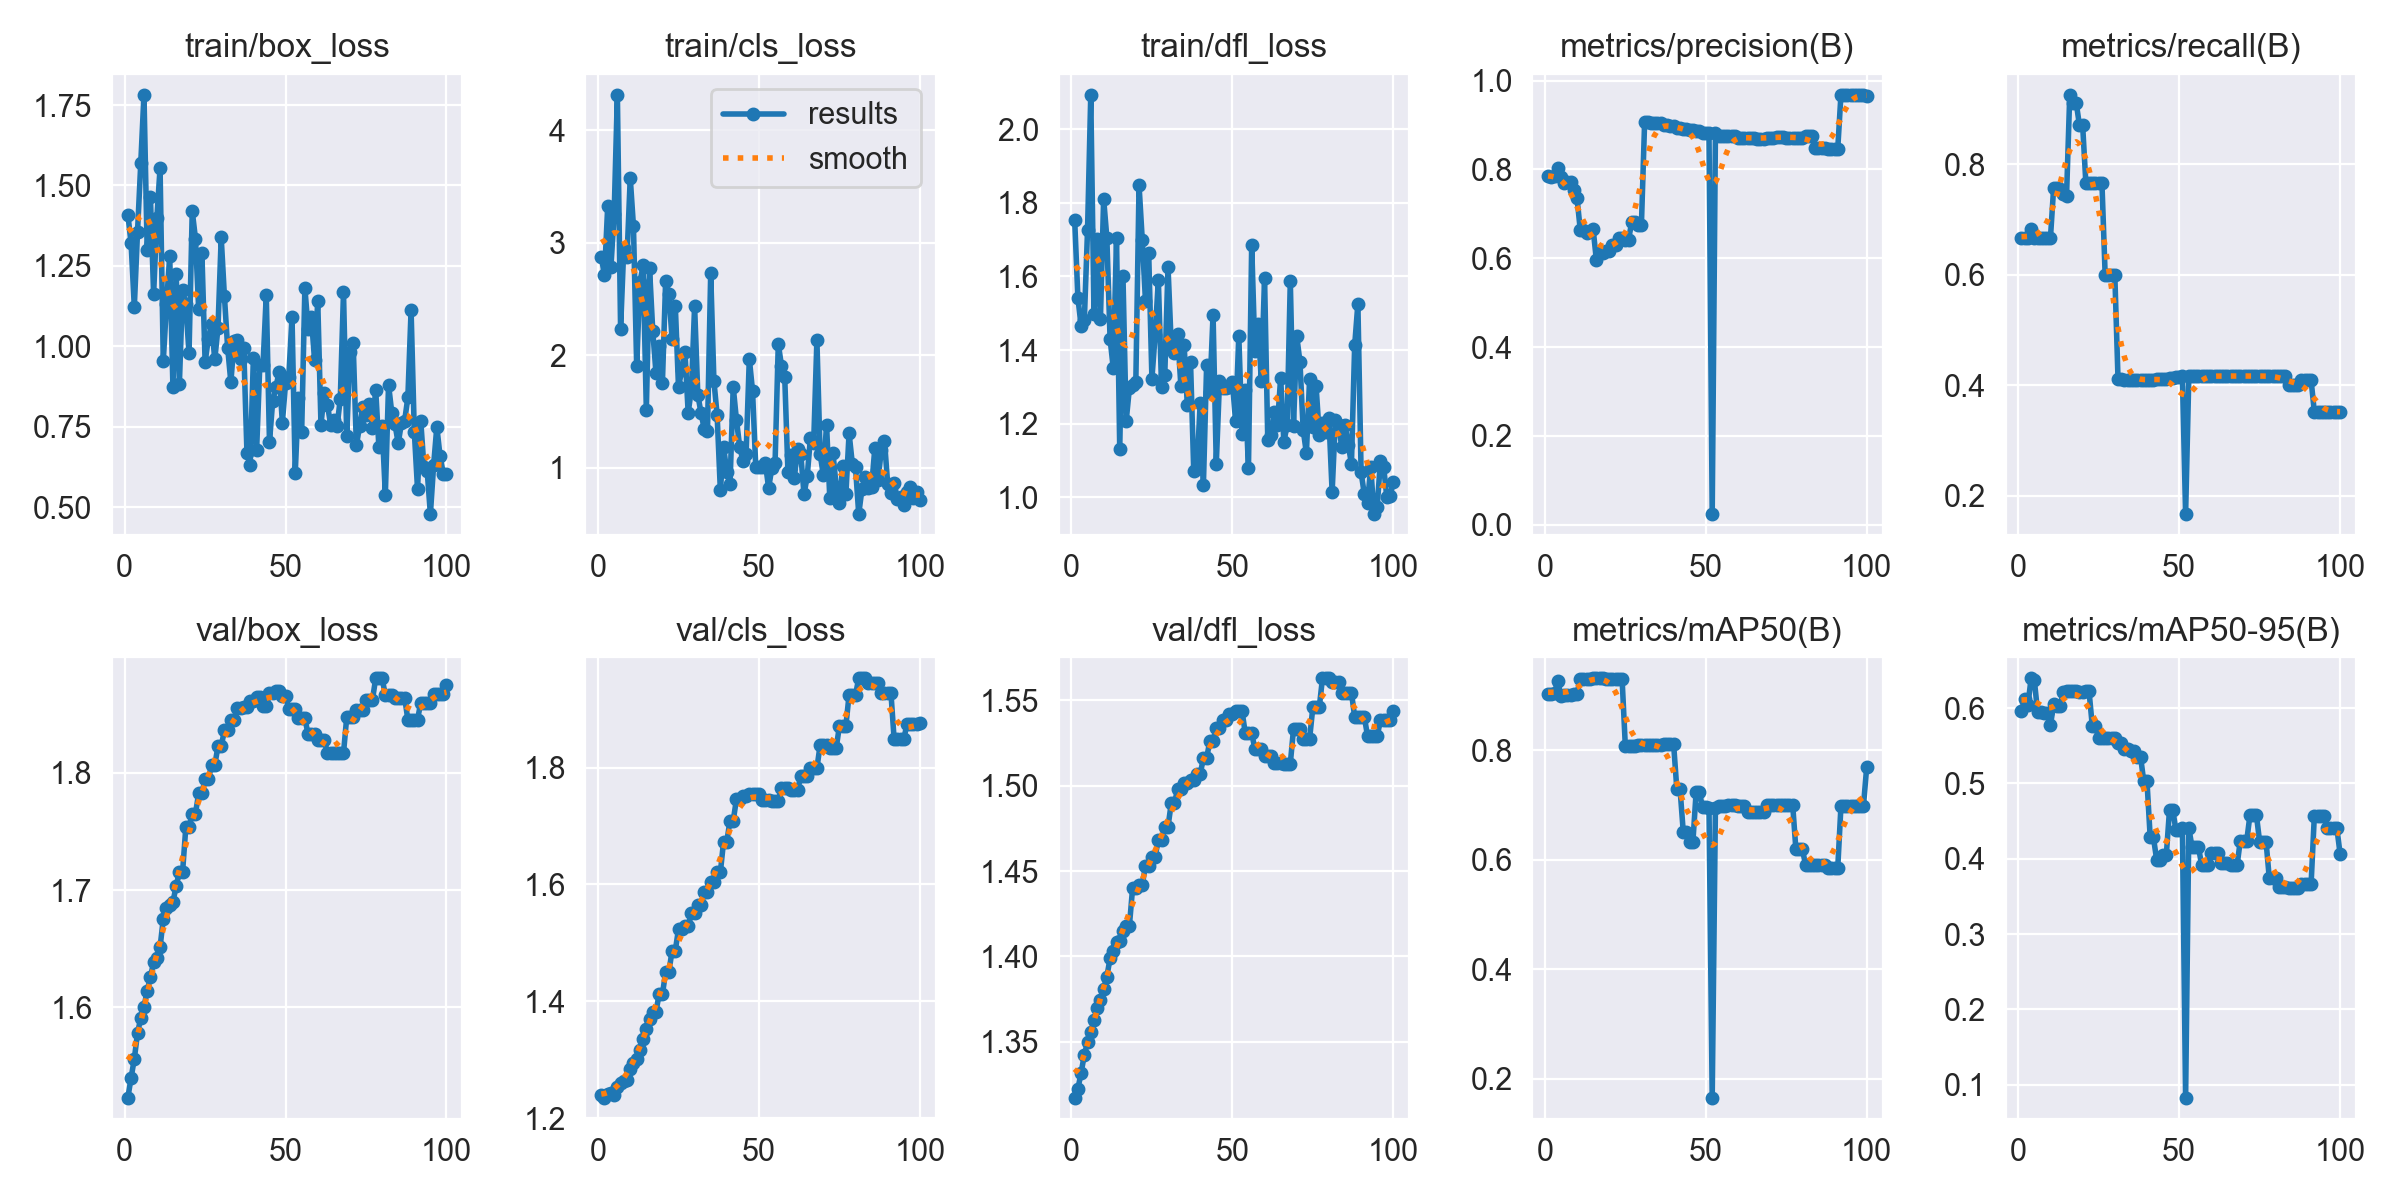 train/box_loss
train/cls_loss
train/dfl_loss
metrics/precision(B)
metrics/recall(B)
1.75
1.50
1.25
1.00
0.75
0.50
0 50 100
results
smooth
4
3
2
1
0 50 100
2.0
1.8
1.6
1.4
1.2
1.0
0 50 100
1.0
0.8
0.6
0.4
0.2
0.0
0 50 100
0.8
0.6
0.4
0.2
0 50 100
val/box_loss
val/cls_loss
val/dfl_loss
metrics/mAP50(B)
metrics/mAP50-95(B)
1.8
1.7
1.6
0 50 100
1.8
1.6
1.4
1.2
0 50 100
1.55
1.50
1.45
1.40
1.35
0 50 100
0.8
0.6
0.4
0.2
0 50 100
0.6
0.5
0.4
0.3
0.2
0.1
0 50 100